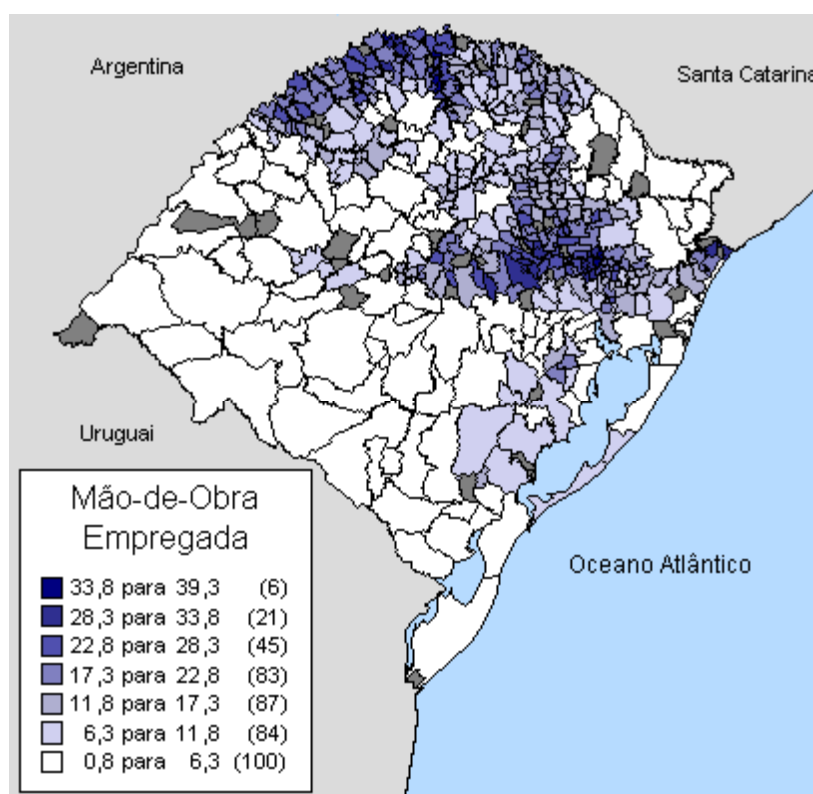 Argentina
Santa Catarina
Uruguai
Oceano Atlântico
Mão-de-Obra
Empregada
33,8 para 39,3 (6)
28,3 para 33,8 (21)
22,8 para 28,3 (45)
17,3 para 22,8 (83)
11,8 para 17,3 (87)
6,3 para 11,8 (84)
0,8 para 6,3 (100)